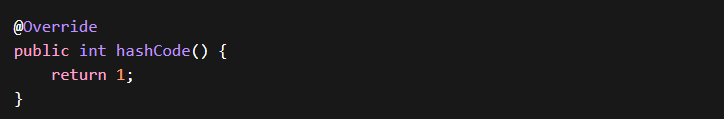 @Override
public int hashCode() {
    return 1;
}